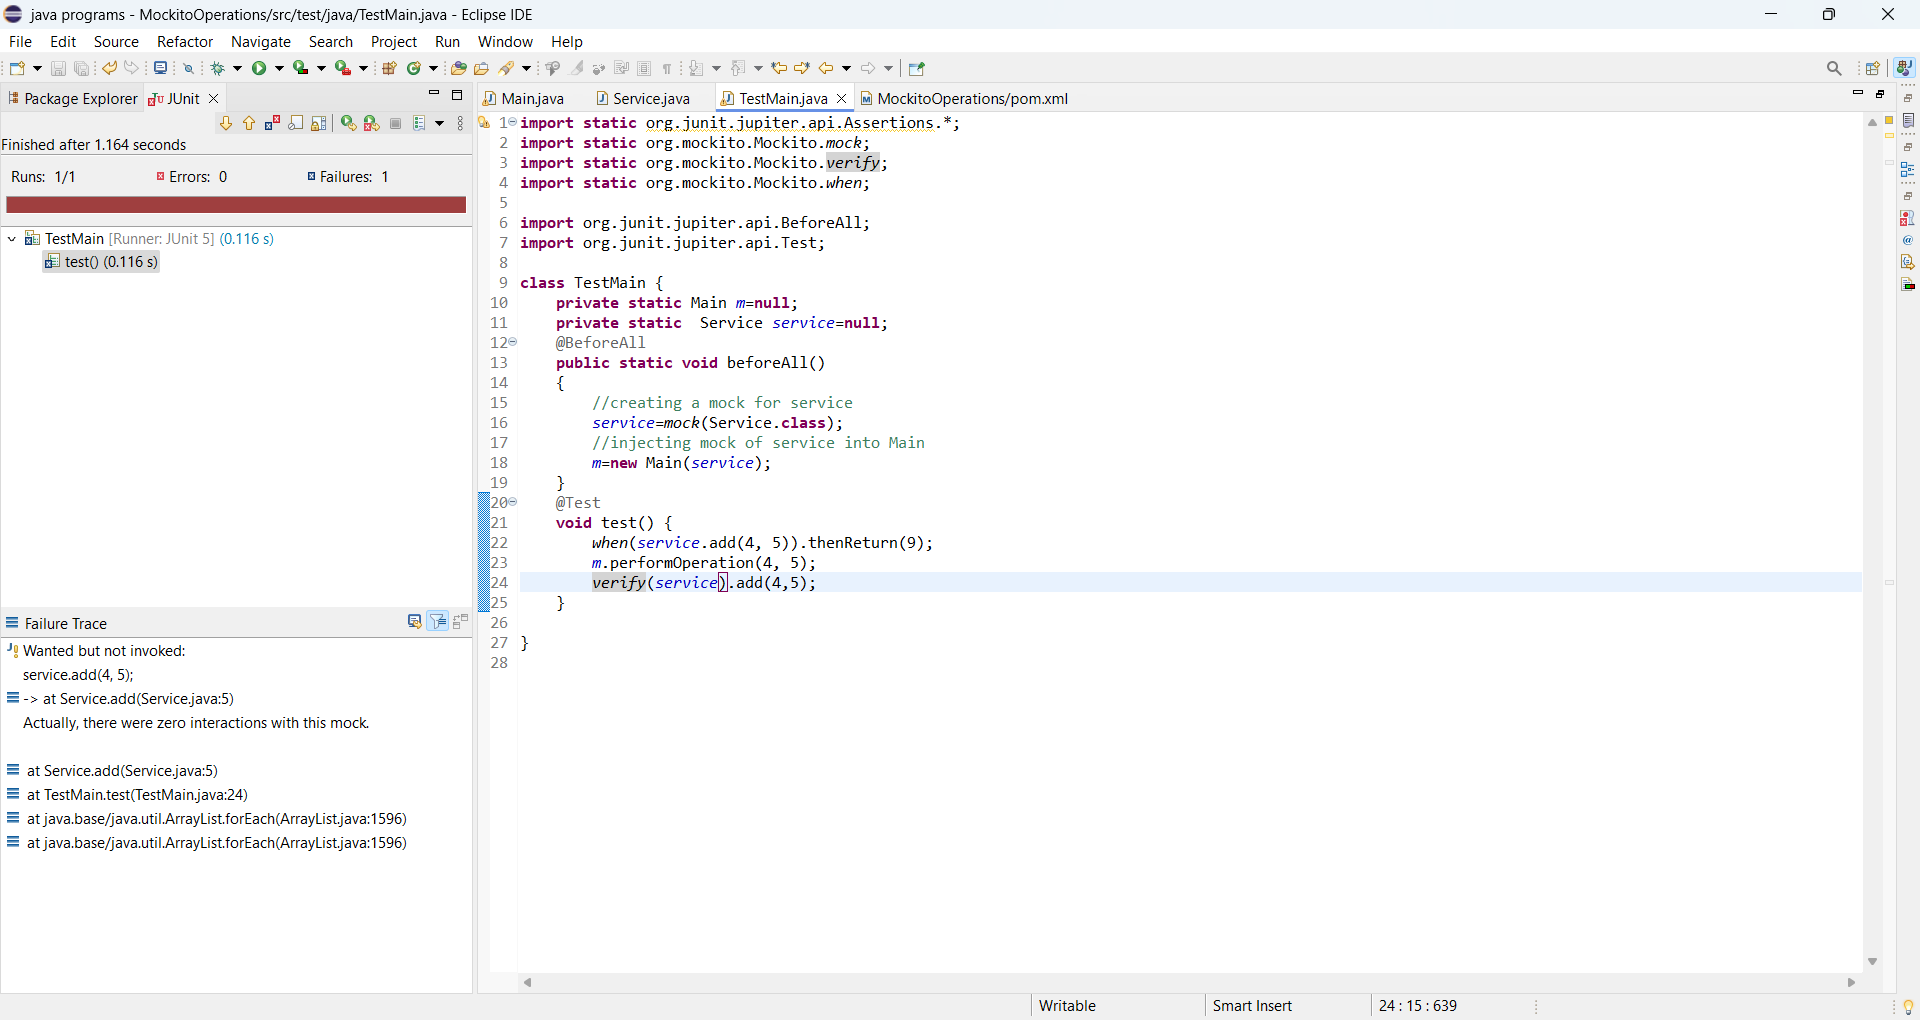 java programs - MockitoOperations/src/test/java/TestMain.java - Eclipse IDE
File Edit Source Refactor Navigate Search Project Run Window Help
Package Explorer JUnit
Finished after 1.164 seconds
Runs: 1/1 Errors: 0 Failures: 1
TestMain [Runner: JUnit 5] (0.116 s)
test() (0.116 s)
Failure Trace
Wanted but not invoked:
service.add(4, 5);
-> at Service.add(Service.java:5)
Actually, there were zero interactions with this mock.
at Service.add(Service.java:5)
at TestMain.test(TestMain.java:24)
at java.base/java.util.ArrayList.forEach(ArrayList.java:1596)
at java.base/java.util.ArrayList.forEach(ArrayList.java:1596)
Main.java Service.java TestMain.java MockitoOperations/pom.xml
1 import static org.junit.jupiter.api.Assertions.*;
2 import static org.mockito.Mockito.mock;
3 import static org.mockito.Mockito.verify;
4 import static org.mockito.Mockito.when;
5
6 import org.junit.jupiter.api.BeforeAll;
7 import org.junit.jupiter.api.Test;
8
9 class TestMain {
10     private static Main m=null;
11     private static  Service service=null;
12     @BeforeAll
13     public static void beforeAll()
14     {
15         //creating a mock for service
16         service=mock(Service.class);
17         //injecting mock of service into Main
18         m=new Main(service);
19     }
20     @Test
21     void test() {
22         when(service.add(4, 5)).thenReturn(9);
23         m.performOperation(4, 5);
24         verify(service).add(4,5);
25     }
26
27 }
28
Writable Smart Insert 24 : 15 : 639